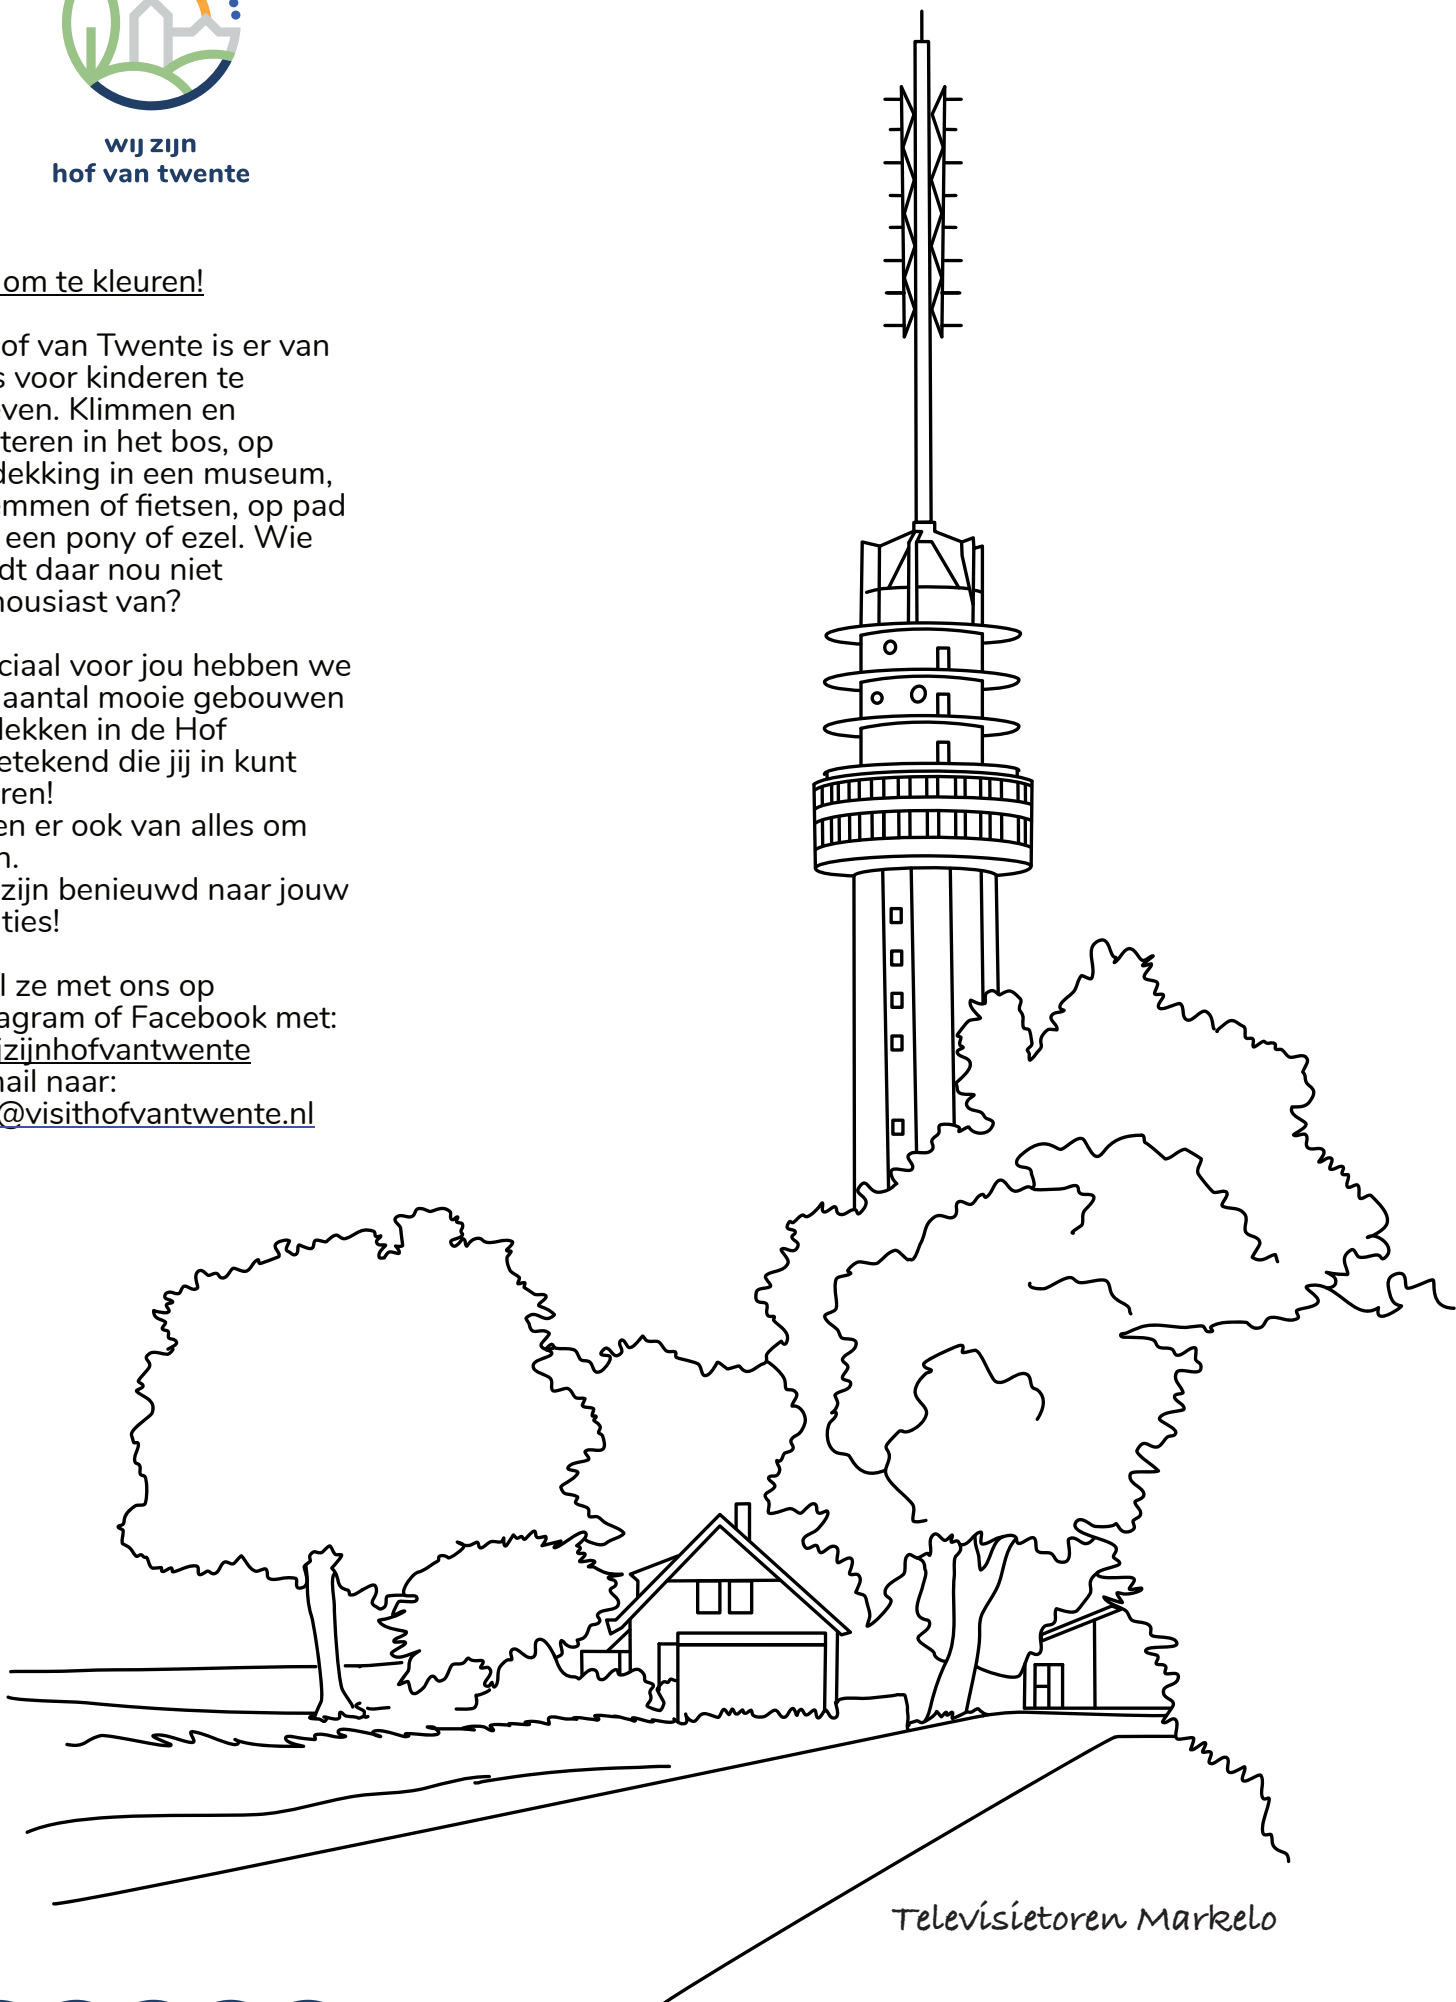 wij zijn
hof van twente
om te kleuren!
of van Twente is er van
s voor kinderen te
ven. Klimmen en
teren in het bos, op
dekking in een museum,
emmen of fietsen, op pad
een pony of ezel. Wie
dt daar nou niet
housiast van?
ciaal voor jou hebben we
aantal mooie gebouwen
lekken in de Hof
etekend die jij in kunt
ren!
en er ook van alles om
n.
zijn benieuwd naar jouw
ties!
l ze met ons op
agram of Facebook met:
izijnhofvantwente
nail naar:
@visithofvantwente.nl
Televisietoren Markelo